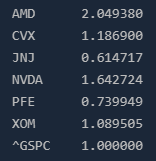 AMD 2.049380
CVX 1.186900
JNJ 0.614717
NVDA 1.642724
PFE 0.739949
XOM 1.089505
^GSPC 1.000000